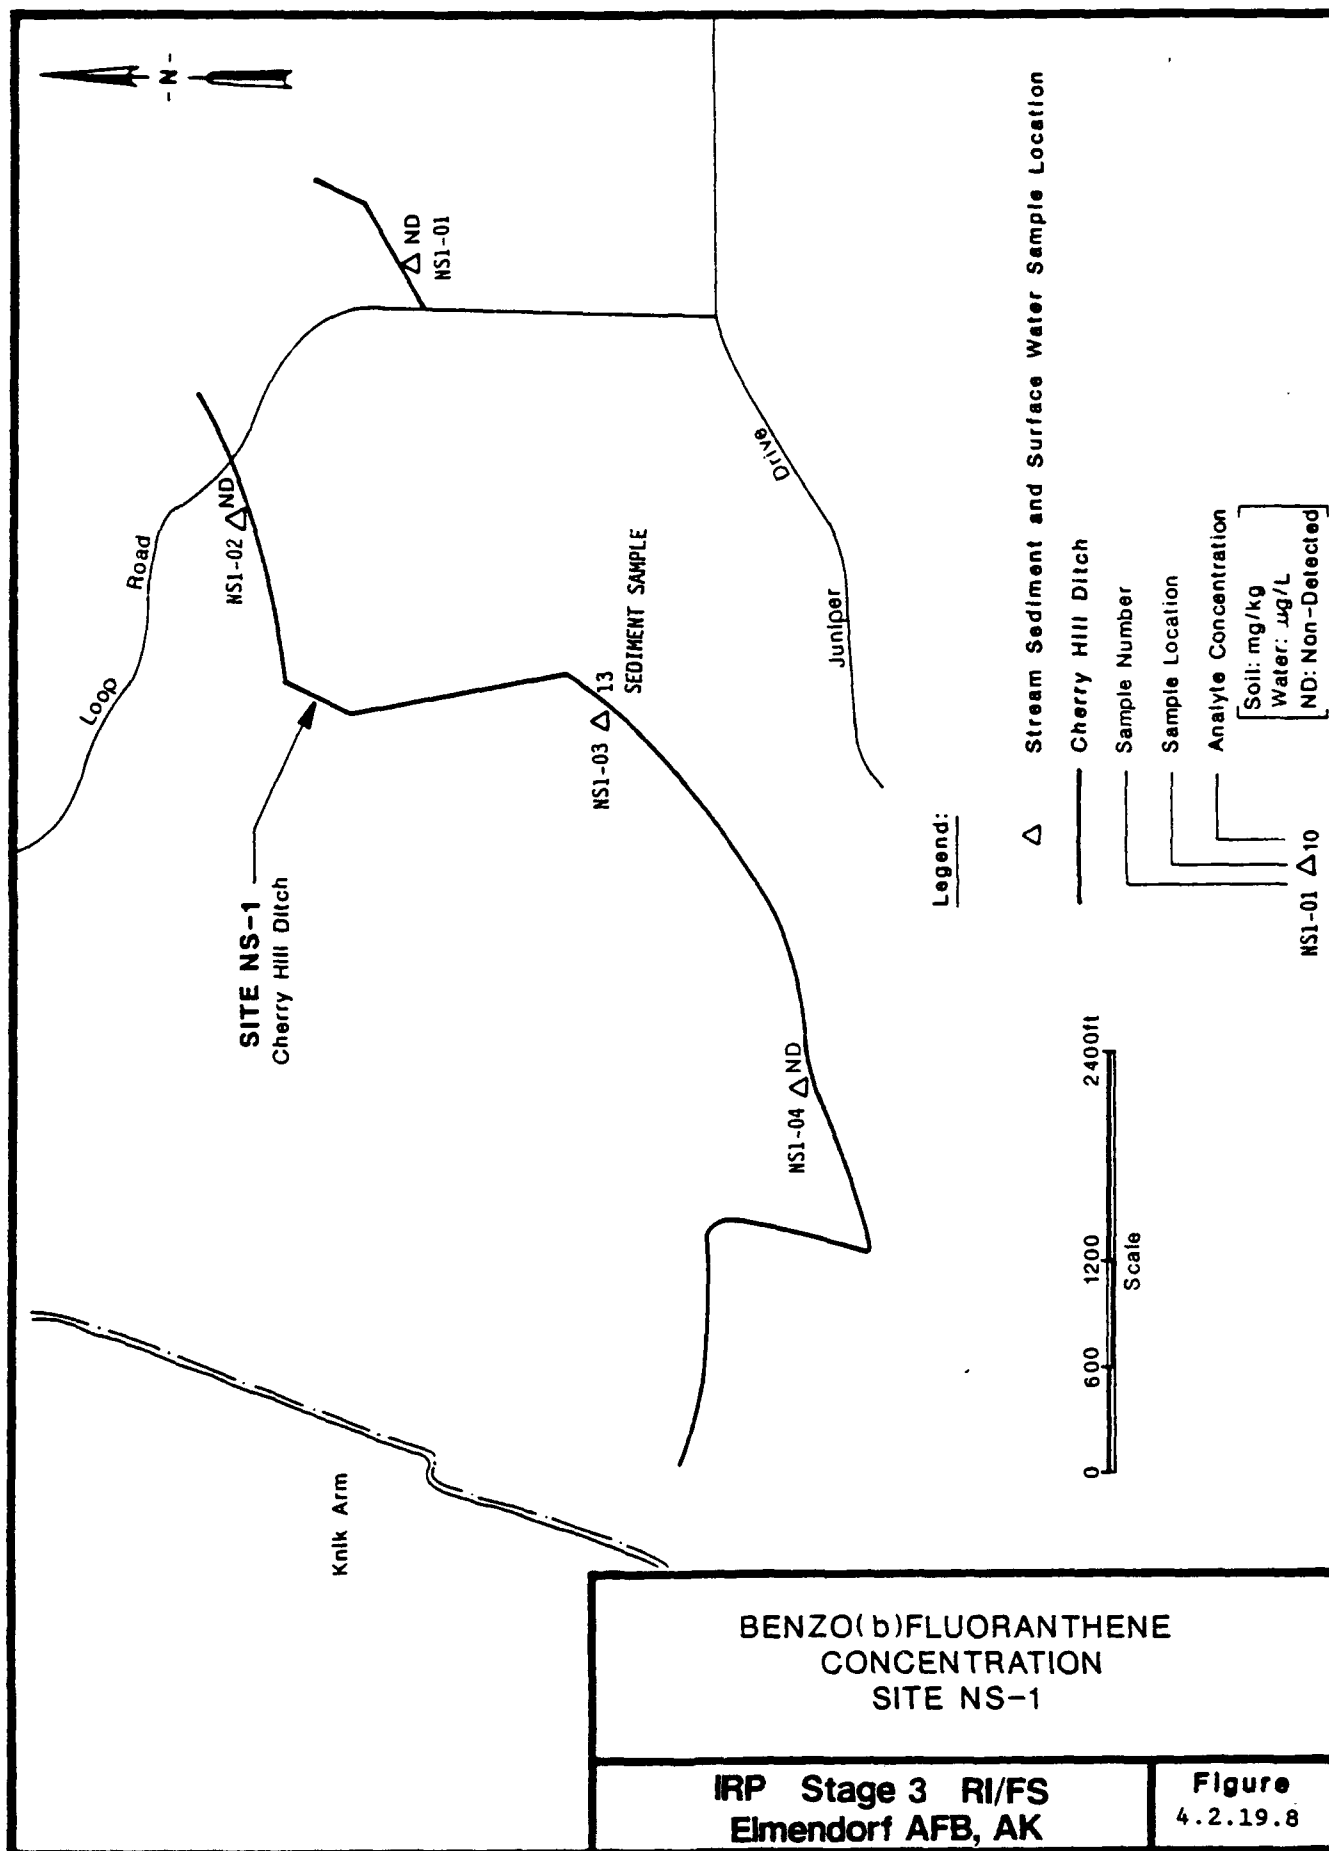 - N -
ND
NS1-01
Loop
Road
NS1-02
ND
SITE NS-1
Cherry Hill Ditch
NS1-03
13
SEDIMENT SAMPLE
Juniper
Drive
NS1-04
ND
Knik Arm
Legend:
Stream Sediment and Surface Water Sample Location
Cherry Hill Ditch
Sample Number
Sample Location
Analyte Concentration
Soil: mg/kg
Water: µg/L
ND: Non-Detected
NS1-01
10
0 600 1200 2400ft
Scale
BENZO(b)FLUORANTHENE
CONCENTRATION
SITE NS-1
IRP Stage 3 RI/FS
Elmendorf AFB, AK
Figure
4.2.19.8